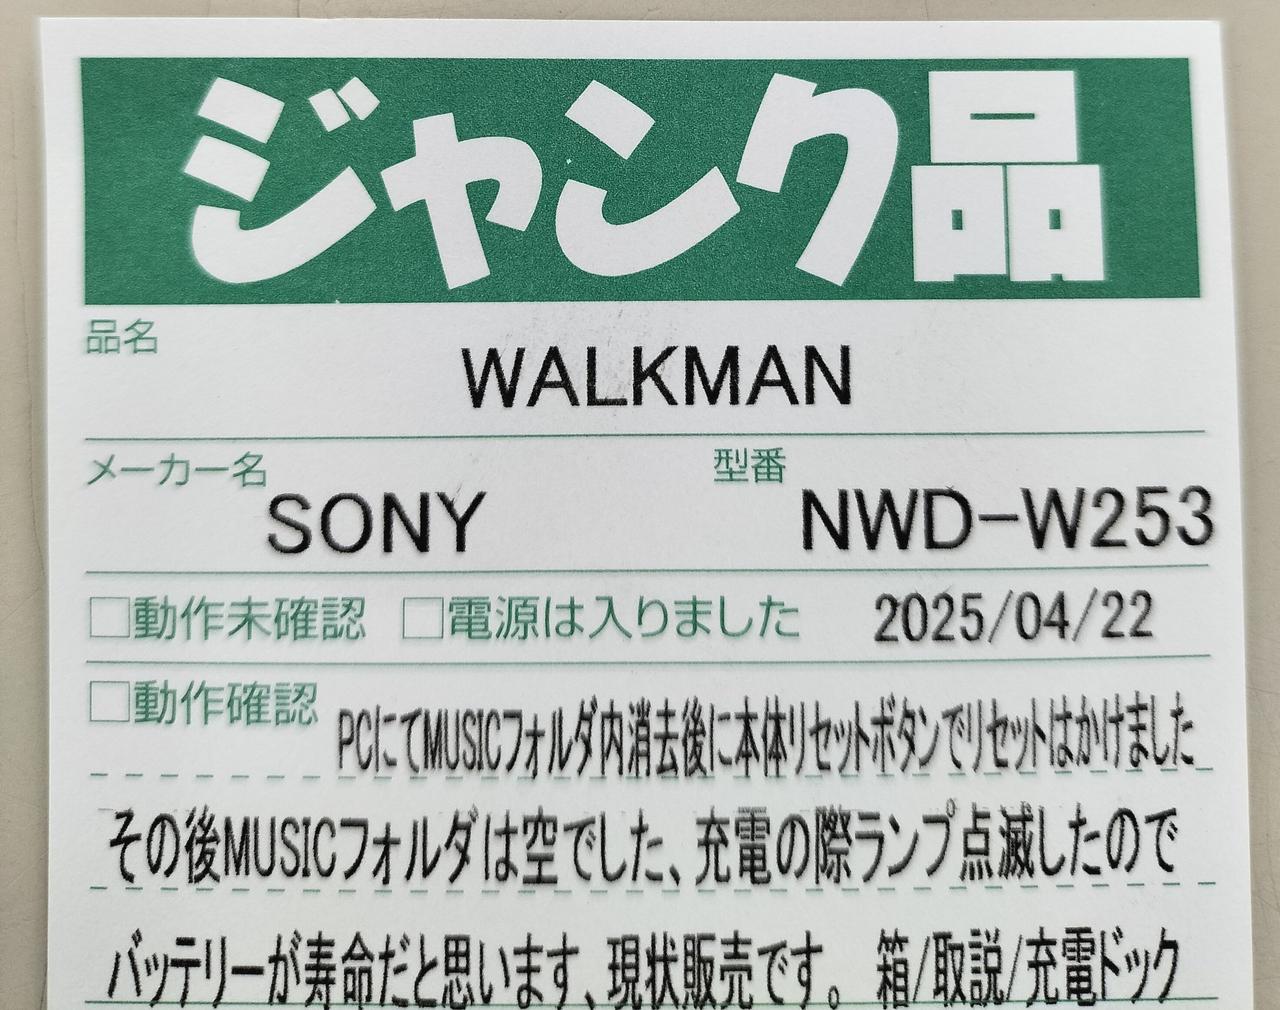 ジャンク品
品名
WALKMAN
メーカー名 型番
SONY NWD-W253
□動作未確認 □電源は入りました 2025/04/22
□動作確認 PCにてMUSICフォルダ内消去後に本体リセットボタンでリセットはかけました
その後MUSICフォルダは空でした、充電の際ランプ点滅したので
バッテリーが寿命だと思います、現状販売です。 箱/取説/充電ドック